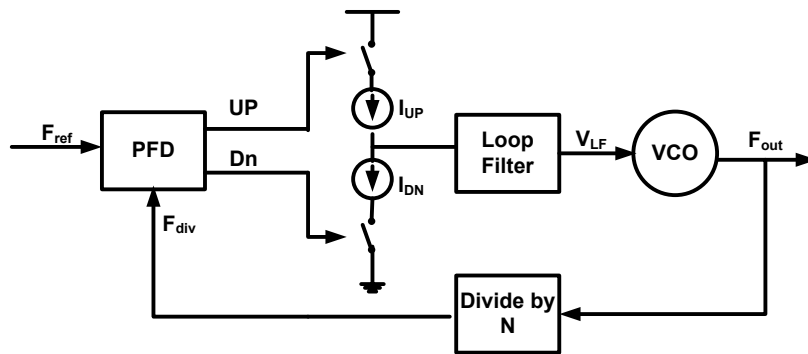 F_ref
PFD
UP
Dn
F_div
I_UP
I_DN
Loop
Filter
V_LF
VCO
F_out
Divide by
N